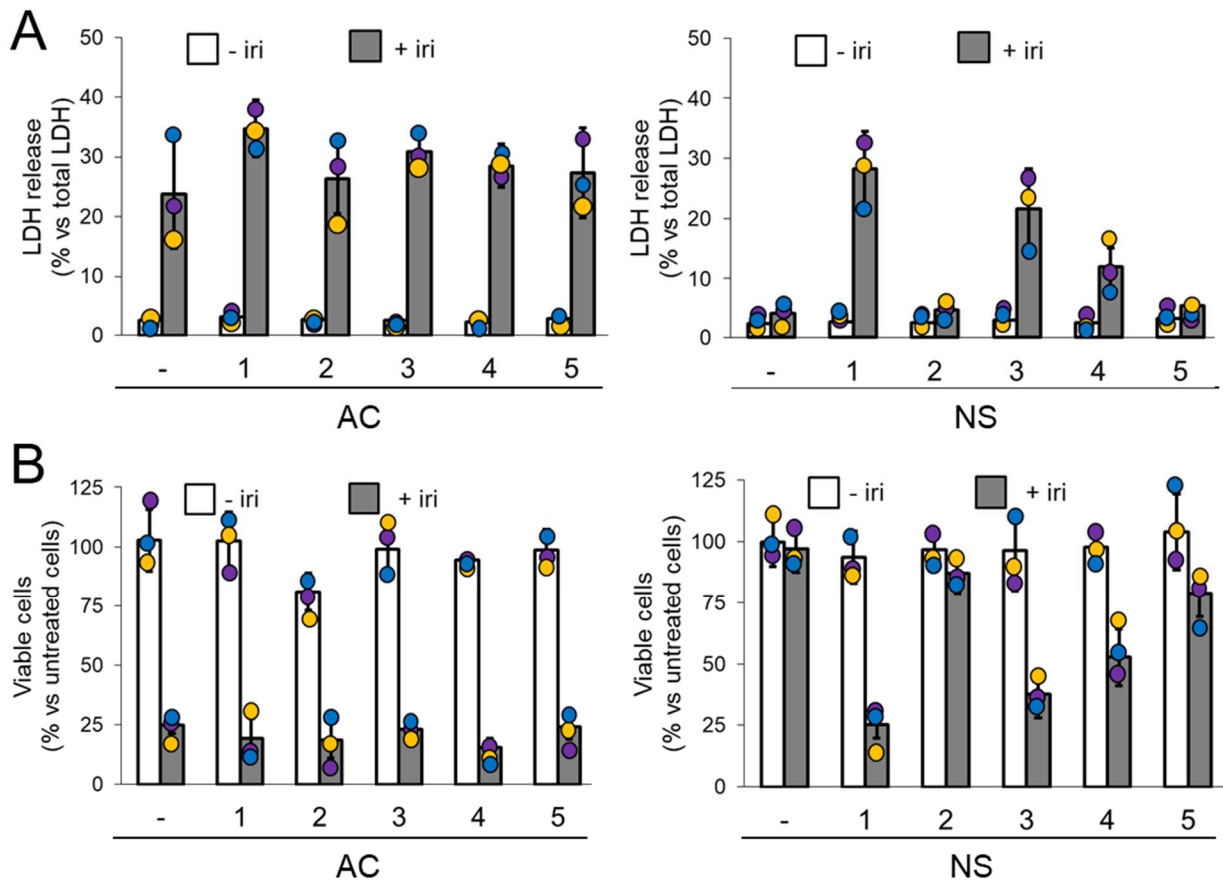 A
- iri
+ iri
LDH release
(% vs total LDH)
50
40
30
20
10
0
- 1 2 3 4 5
AC
- iri
+ iri
LDH release
(% vs total LDH)
50
40
30
20
10
0
- 1 2 3 4 5
NS
B
- iri
+ iri
Viable cells
(% vs untreated cells)
125
100
75
50
25
0
- 1 2 3 4 5
AC
- iri
+ iri
Viable cells
(% vs untreated cells)
125
100
75
50
25
0
- 1 2 3 4 5
NS